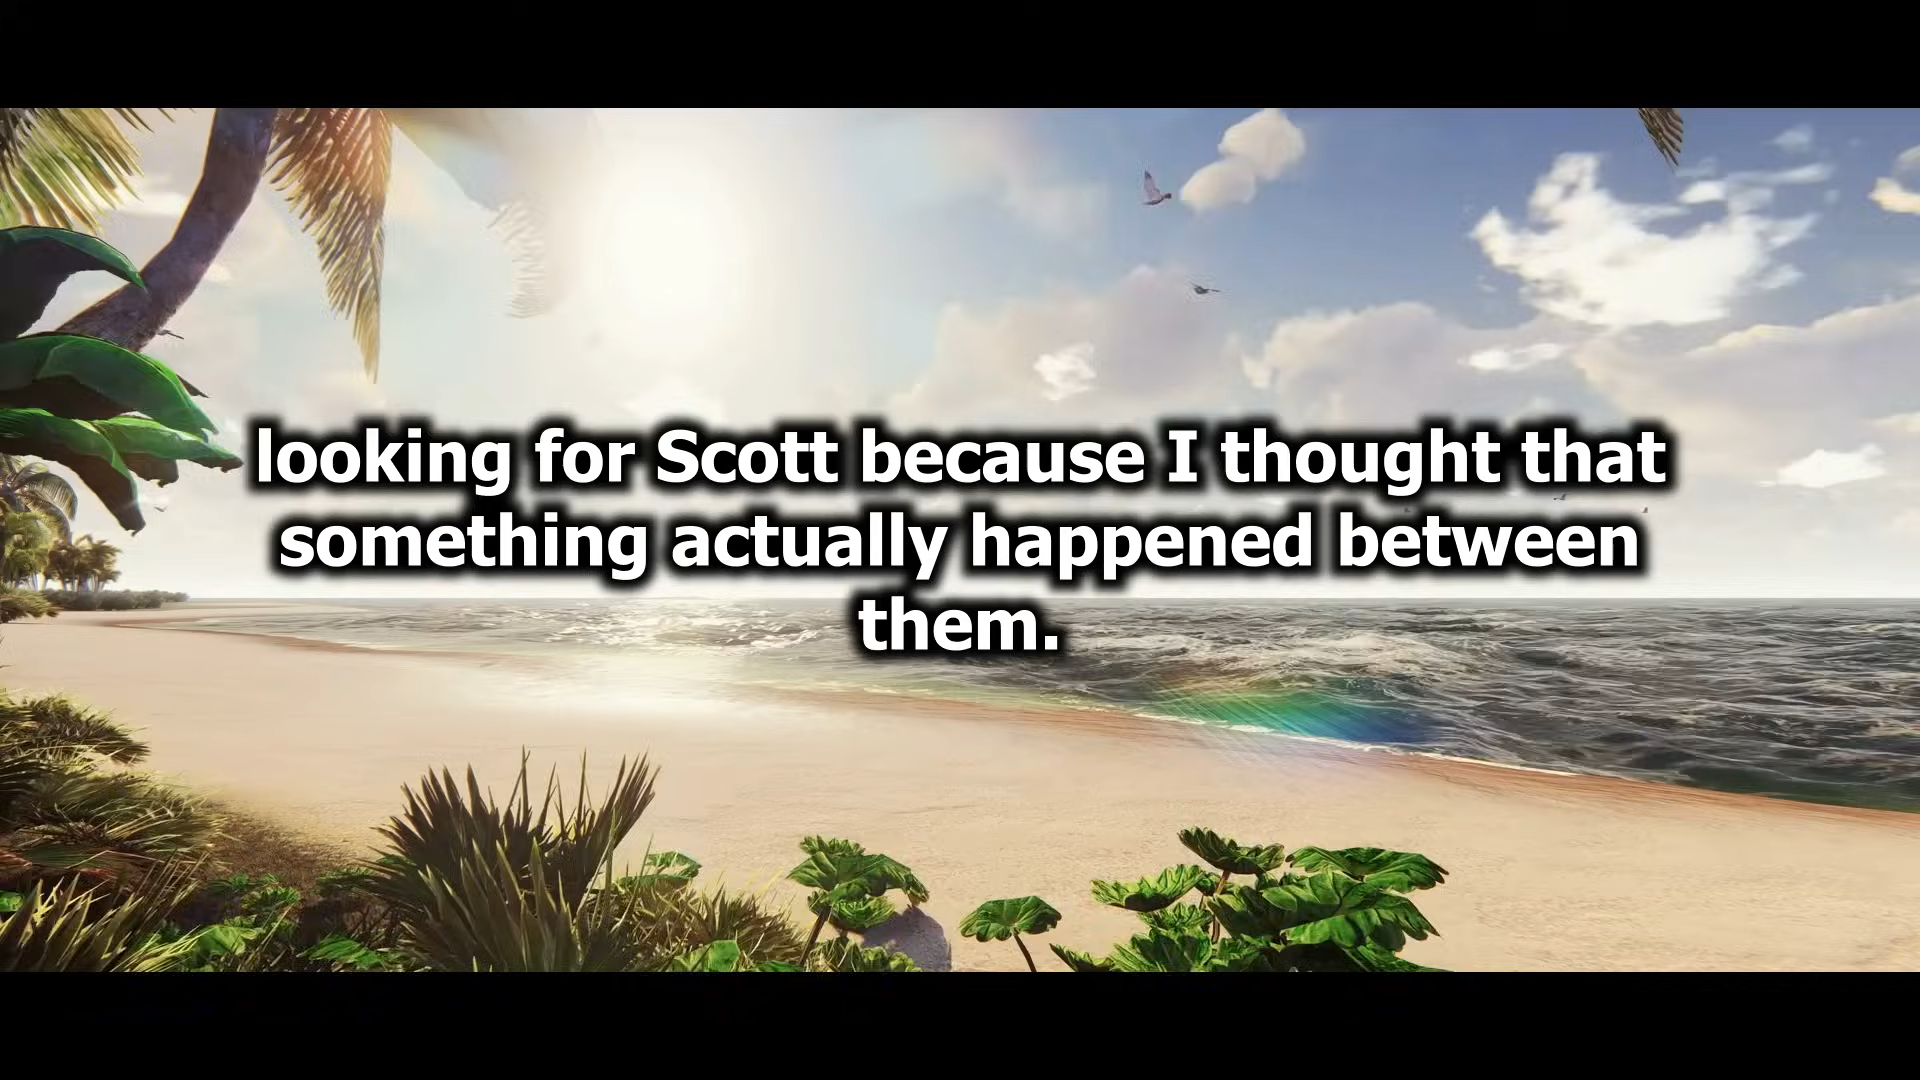 looking for Scott because I thought that
something actually happened between
them.